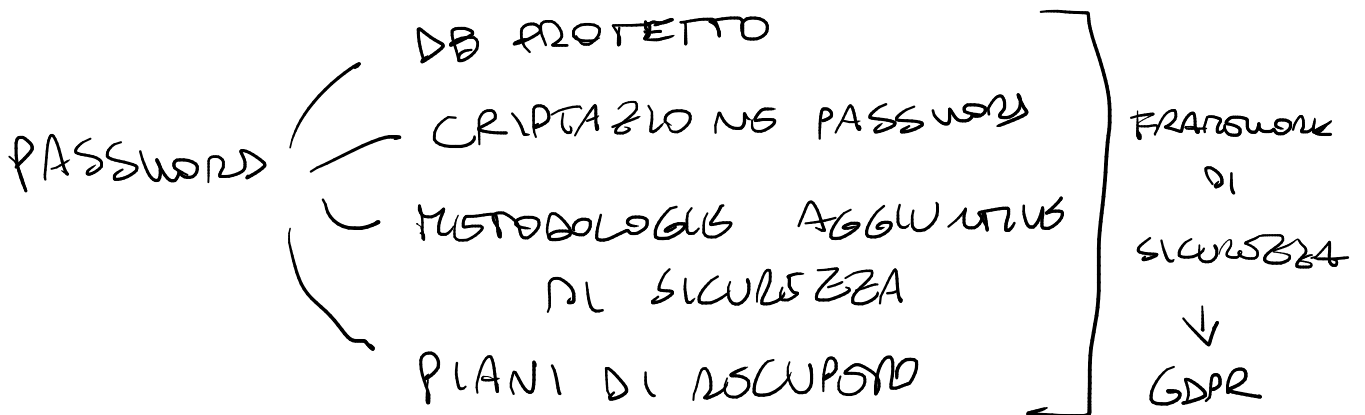 PASSWORD
DB PROTETTO
CRIPTAZIONE PASSWORD
METODOLOGIE AGGIUNTIVE
DI SICUREZZA
PIANI DI RECUPERO
FRAMEWORK
DI
SICUREZZA
GDPR